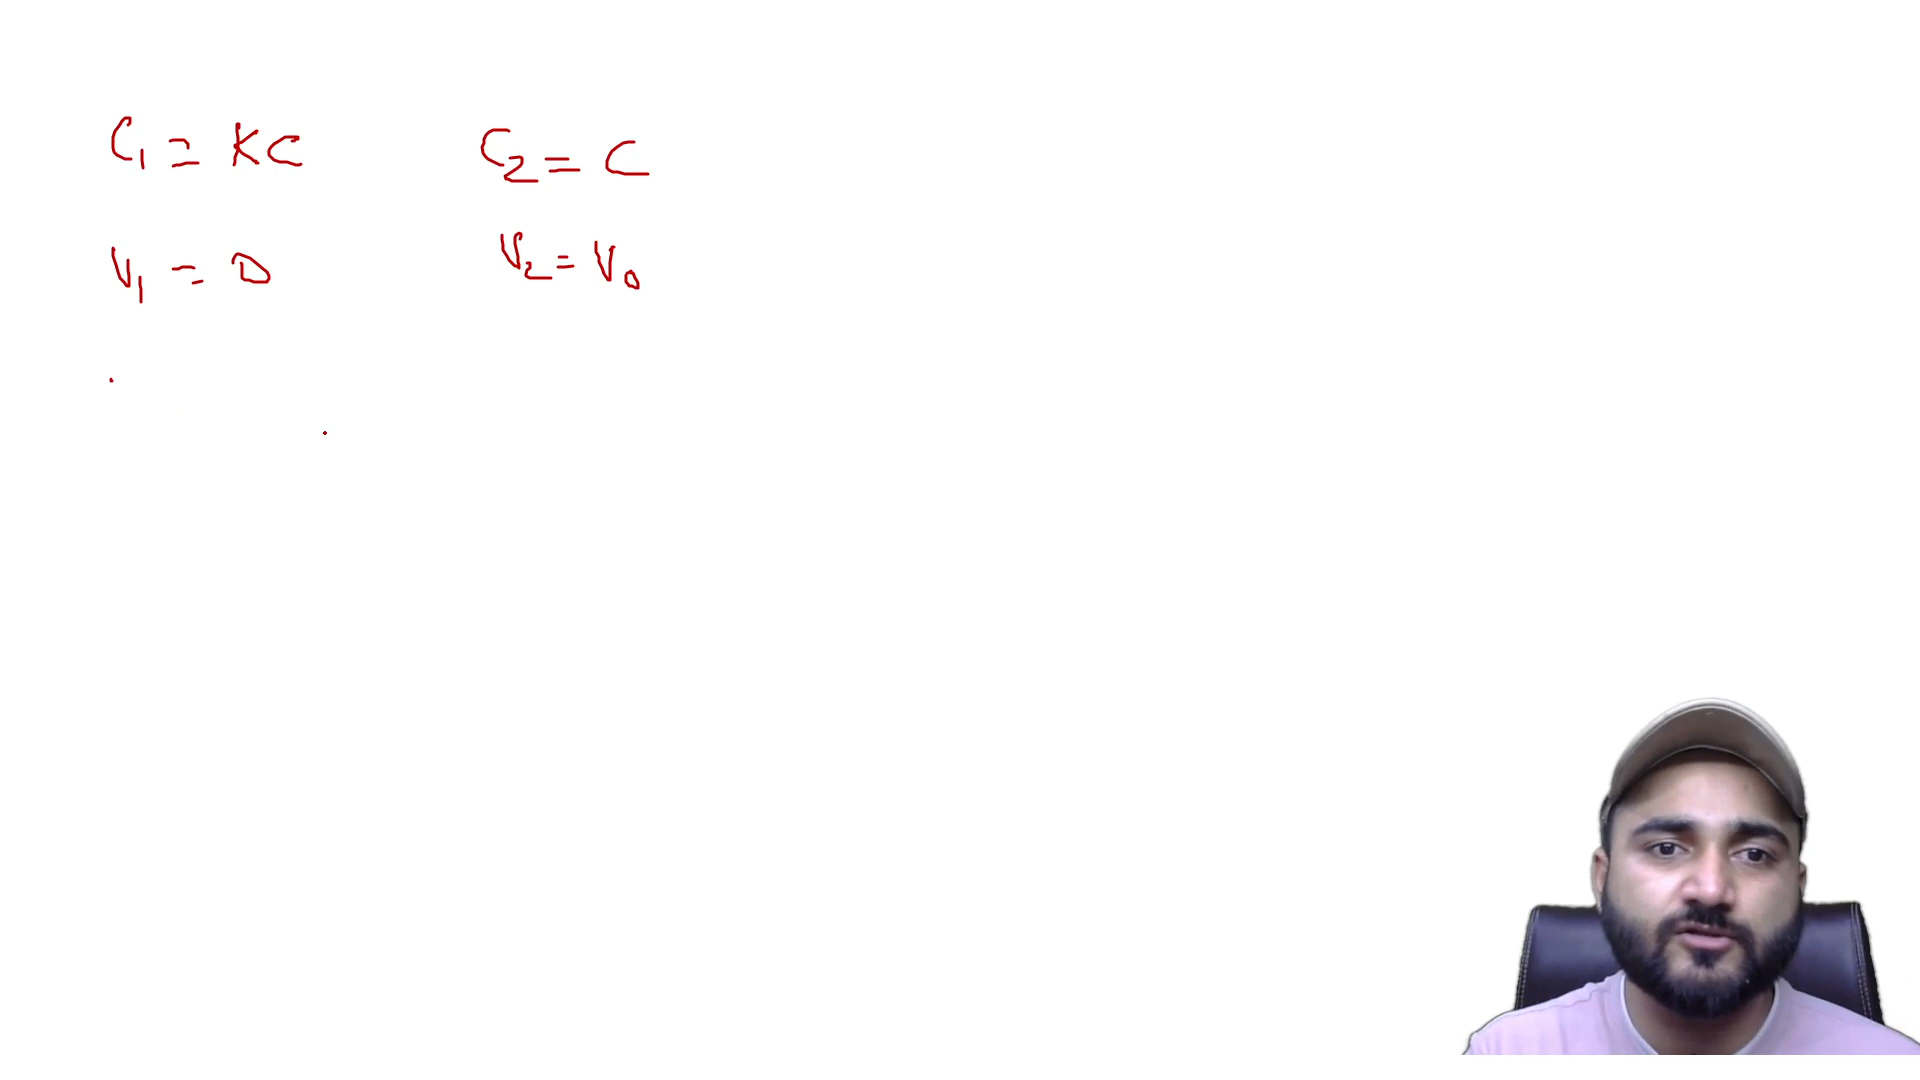 C₁ = KC C₂ = C
V₁ = 0 V₂ = V₀